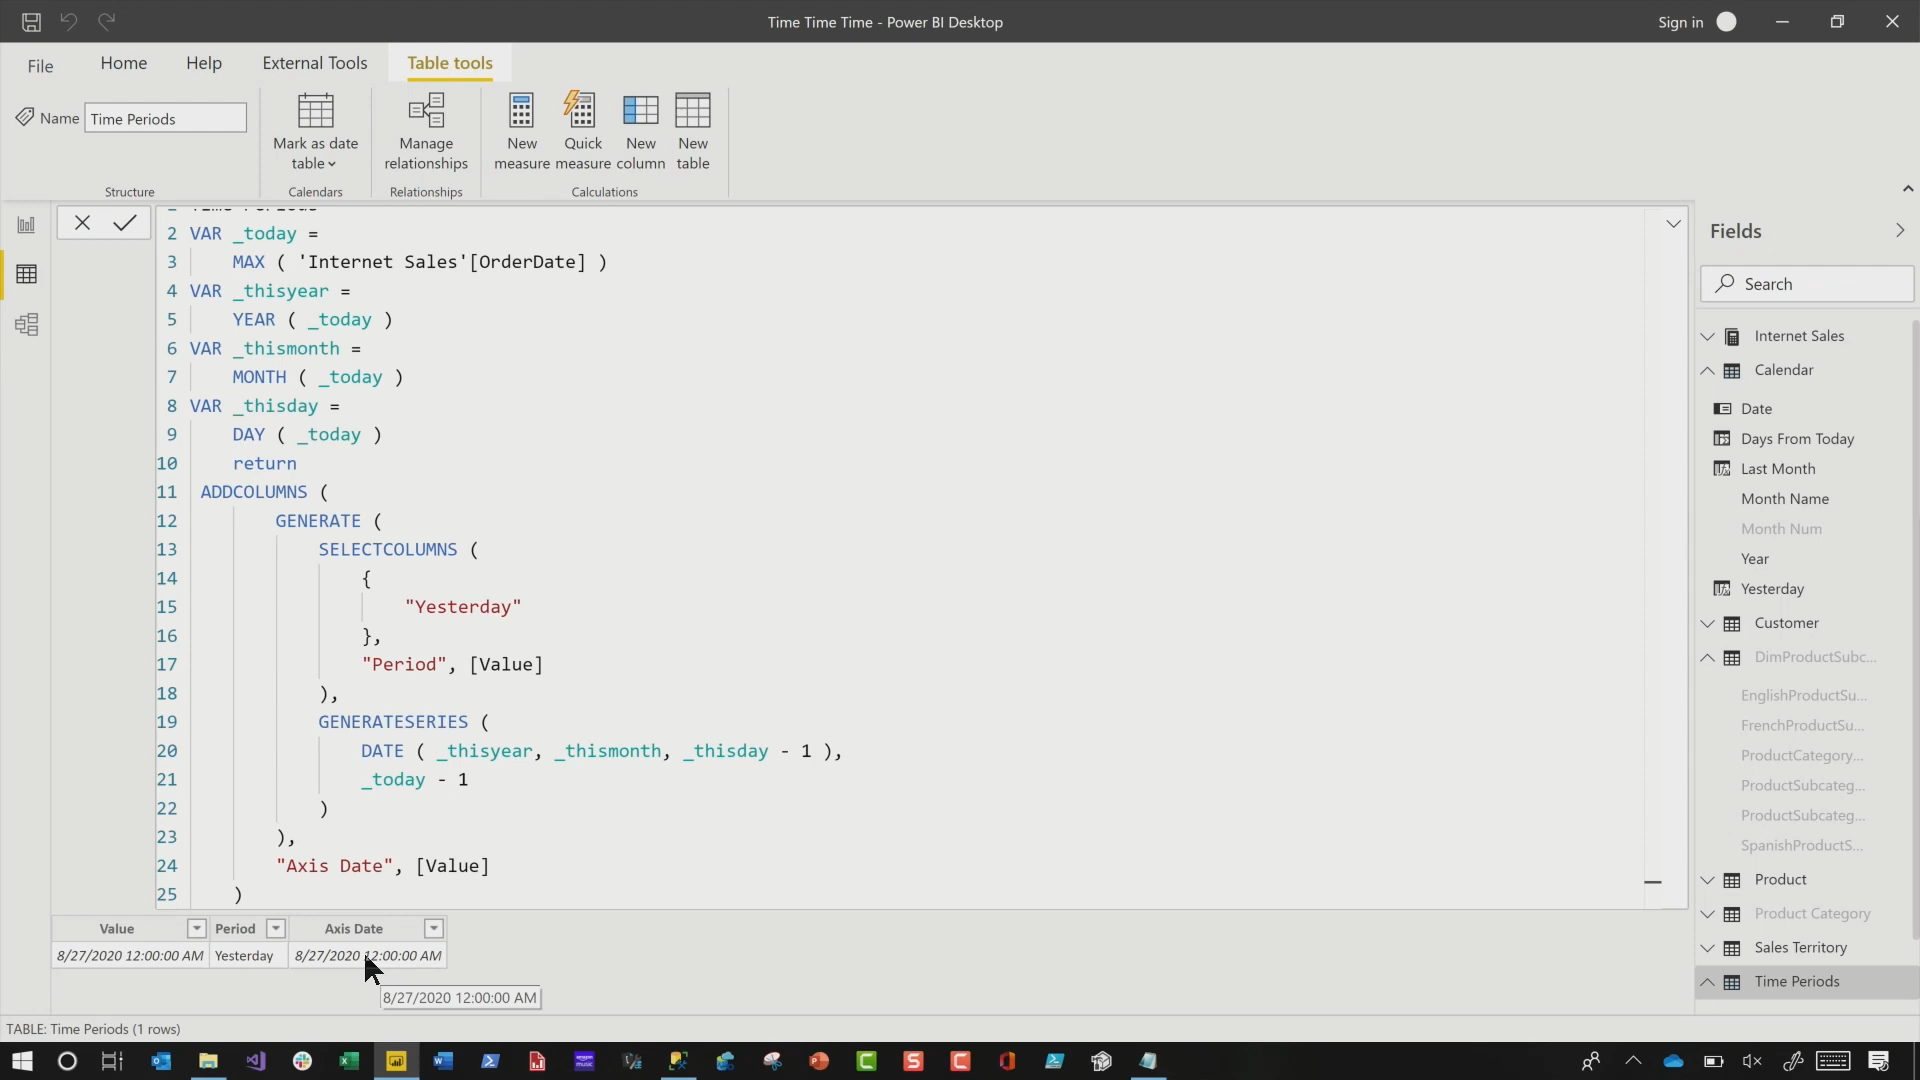 Time Time Time - Power BI Desktop
Sign in
File
Home
Help
External Tools
Table tools
Name
Time Periods
Mark as date
table
Manage
relationships
New
measure
Quick
measure
New
column
New
table
Structure
Calendars
Relationships
Calculations
2 VAR _today =
3 MAX ( 'Internet Sales'[OrderDate] )
4 VAR _thisyear =
5 YEAR ( _today )
6 VAR _thismonth =
7 MONTH ( _today )
8 VAR _thisday =
9 DAY ( _today )
10 return
11 ADDCOLUMNS (
12 GENERATE (
13 SELECTCOLUMNS (
14 {
15 "Yesterday"
16 },
17 "Period", [Value]
18 ),
19 GENERATESERIES (
20 DATE ( _thisyear, _thismonth, _thisday - 1 ),
21 _today - 1
22 )
23 ),
24 "Axis Date", [Value]
25 )
Value
Period
Axis Date
8/27/2020 12:00:00 AM
Yesterday
8/27/2020 12:00:00 AM
8/27/2020 12:00:00 AM
Fields
Search
Internet Sales
Calendar
Date
Days From Today
Last Month
Month Name
Month Num
Year
Yesterday
Customer
DimProductSubc...
EnglishProductSu...
FrenchProductSu...
ProductCategory...
ProductSubcateg...
ProductSubcateg...
SpanishProductS...
Product
Product Category
Sales Territory
Time Periods
TABLE: Time Periods (1 rows)